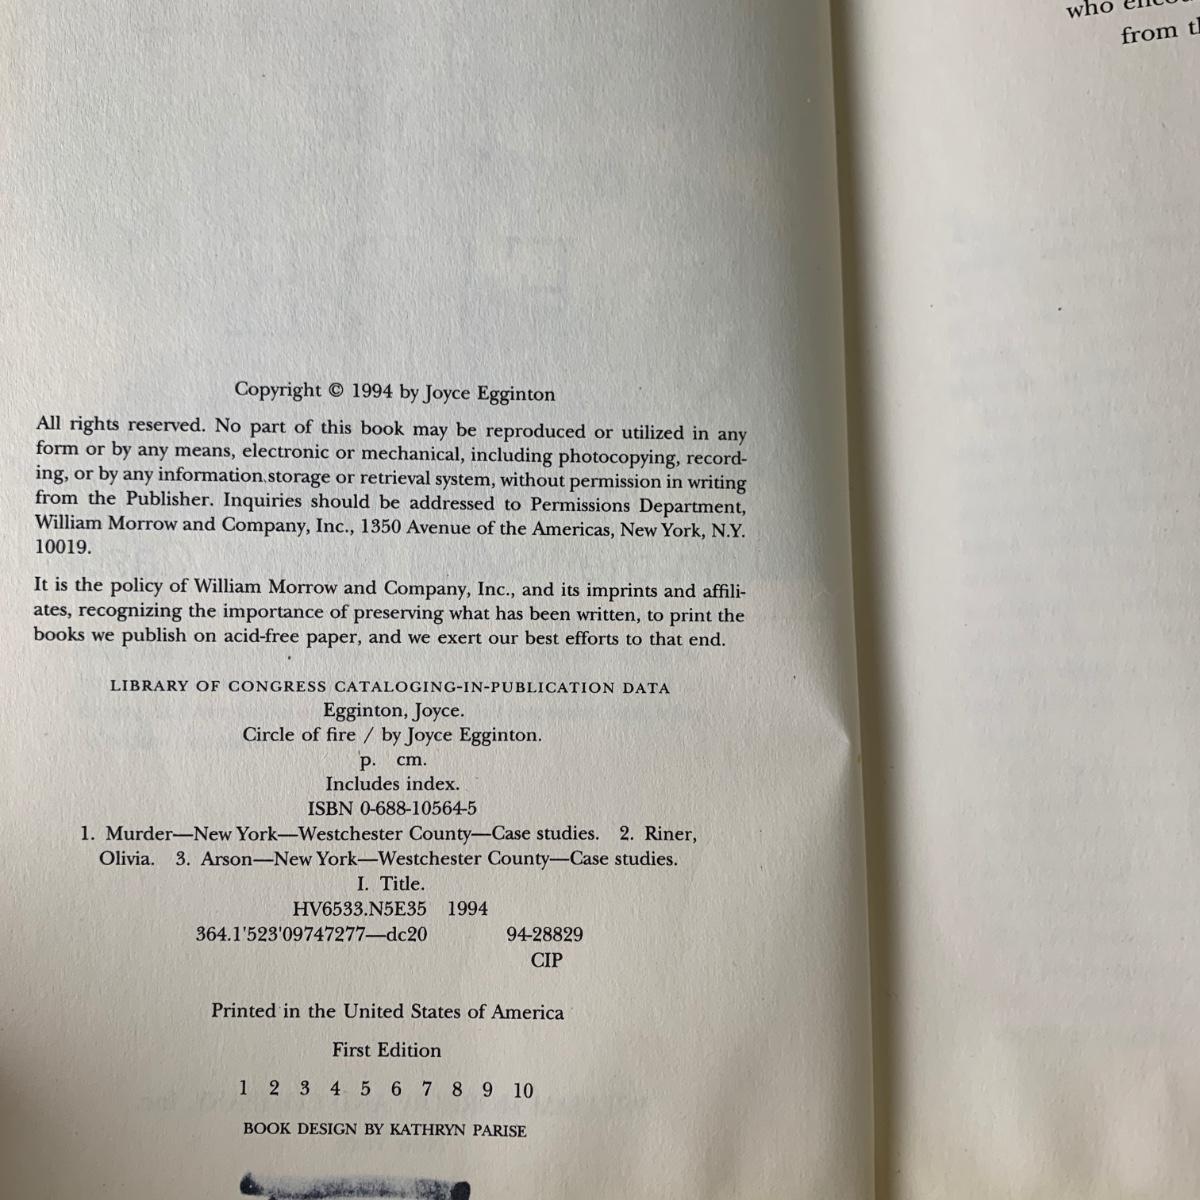 Copyright © 1994 by Joyce Egginton
All rights reserved. No part of this book may be reproduced or utilized in any
form or by any means, electronic or mechanical, including photocopying, record-
ing, or by any information storage or retrieval system, without permission in writing
from the Publisher. Inquiries should be addressed to Permissions Department,
William Morrow and Company, Inc., 1350 Avenue of the Americas, New York, N.Y.
10019.
It is the policy of William Morrow and Company, Inc., and its imprints and affili-
ates, recognizing the importance of preserving what has been written, to print the
books we publish on acid-free paper, and we exert our best efforts to that end.
LIBRARY OF CONGRESS CATALOGING-IN-PUBLICATION DATA
Egginton, Joyce.
Circle of fire / by Joyce Egginton.
p. cm.
Includes index.
ISBN 0-688-10564-5
1. Murder—New York—Westchester County—Case studies. 2. Riner,
Olivia. 3. Arson—New York—Westchester County—Case studies.
I. Title.
HV6533.N5E35 1994
364.1'523'09747277—dc20 94-28829
CIP
Printed in the United States of America
First Edition
1 2 3 4 5 6 7 8 9 10
BOOK DESIGN BY KATHRYN PARISE
who
from